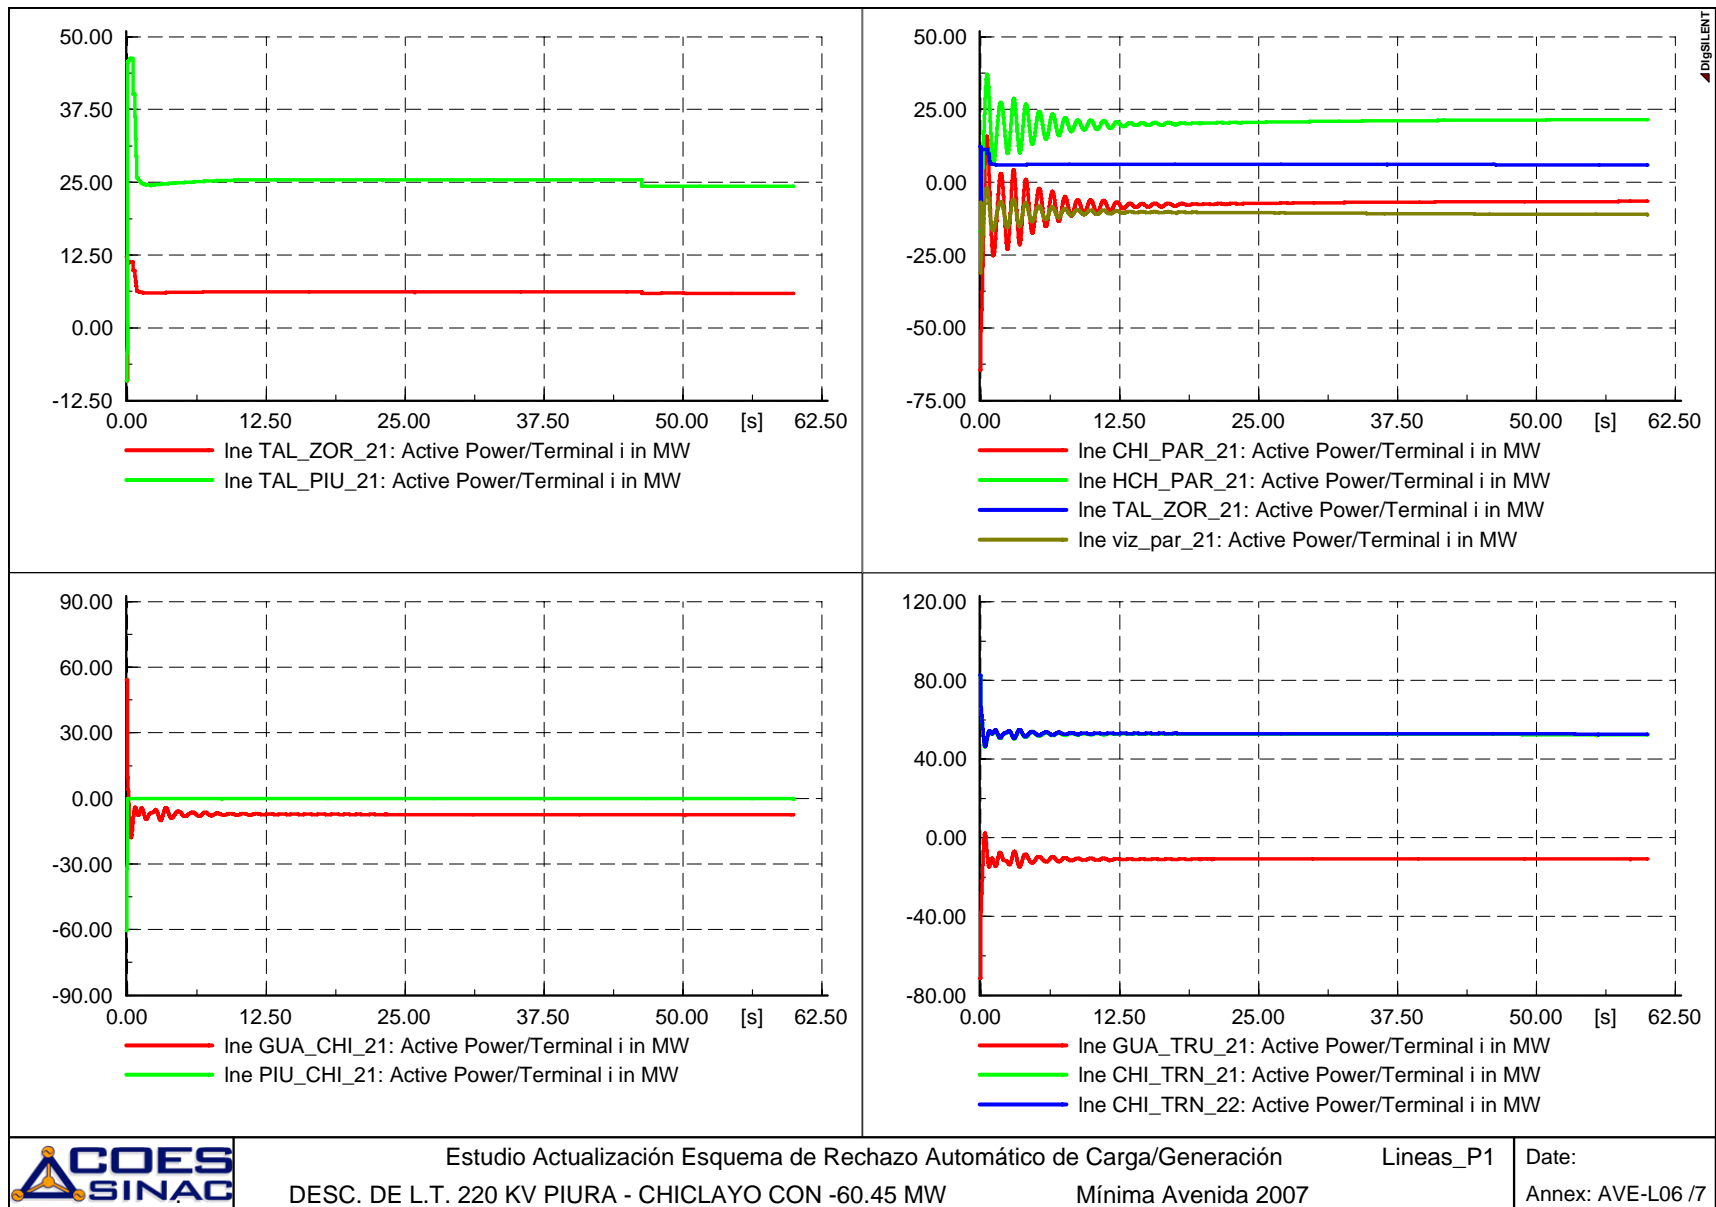 50.00
37.50
25.00
12.50
0.00
-12.50
0.00 12.50 25.00 37.50 50.00 [s] 62.50
lne TAL_ZOR_21: Active Power/Terminal i in MW
lne TAL_PIU_21: Active Power/Terminal i in MW
DIgSILENT
50.00
25.00
0.00
-25.00
-50.00
-75.00
0.00 12.50 25.00 37.50 50.00 [s] 62.50
lne CHI_PAR_21: Active Power/Terminal i in MW
lne HCH_PAR_21: Active Power/Terminal i in MW
lne TAL_ZOR_21: Active Power/Terminal i in MW
lne viz_par_21: Active Power/Terminal i in MW
90.00
60.00
30.00
0.00
-30.00
-60.00
-90.00
0.00 12.50 25.00 37.50 50.00 [s] 62.50
lne GUA_CHI_21: Active Power/Terminal i in MW
lne PIU_CHI_21: Active Power/Terminal i in MW
120.00
80.00
40.00
0.00
-40.00
-80.00
0.00 12.50 25.00 37.50 50.00 [s] 62.50
lne GUA_TRU_21: Active Power/Terminal i in MW
lne CHI_TRN_21: Active Power/Terminal i in MW
lne CHI_TRN_22: Active Power/Terminal i in MW
COES
SINAC
Estudio Actualización Esquema de Rechazo Automático de Carga/Generación
DESC. DE L.T. 220 KV PIURA - CHICLAYO CON -60.45 MW
Lineas_P1
Mínima Avenida 2007
Date:
Annex: AVE-L06 /7